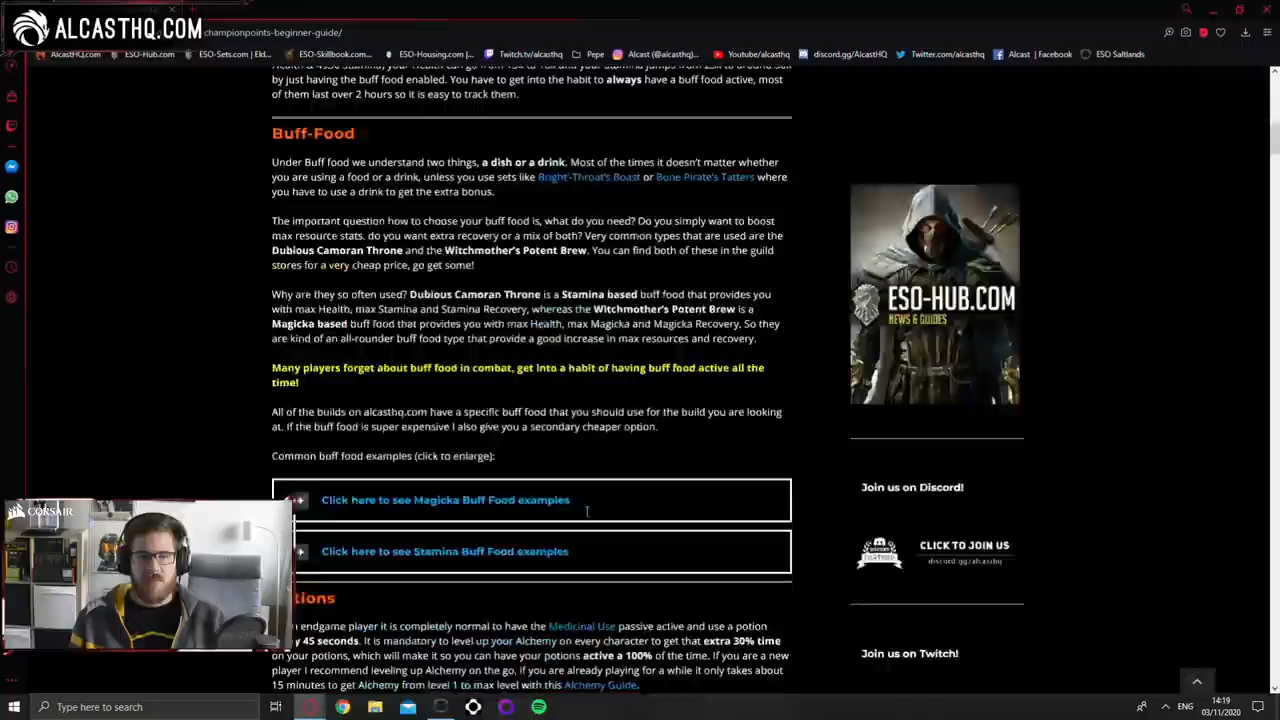 ALCASTHQ.COM
championpoints-beginner-guide/
AlcastHQ.com
ESO-Hub.com
ESO-Sets.com | Eld...
ESO-Skillbook.com...
ESO-Housing.com |...
Twitch.tv/alcasthq
Pepe
Alcast (@alcasthq)...
Youtube/alcasthq
discord.gg/AlcastHQ
Twitter.com/alcasthq
Alcast | Facebook
ESO Saltlands
by just having the buff food enabled. You have to get into the habit to always have a buff food active, most
of them last over 2 hours so it is easy to track them.
Buff-Food
Under Buff food we understand two things, a dish or a drink. Most of the times it doesn't matter whether
you are using a food or a drink, unless you use sets like Bright-Throat's Boast or Bone Pirate's Tatters where
you have to use a drink to get the extra bonus.
The important question how to choose your buff food is, what do you need? Do you simply want to boost
max resource stats, do you want extra recovery or a mix of both? Very common types that are used are the
Dubious Camoran Throne and the Witchmother's Potent Brew. You can find both of these in the guild
stores for a very cheap price, go get some!
Why are they so often used? Dubious Camoran Throne is a Stamina based buff food that provides you
with max Health, max Stamina and Stamina Recovery, whereas the Witchmother's Potent Brew is a
Magicka based buff food that provides you with max Health, max Magicka and Magicka Recovery. So they
are kind of an all-rounder buff food type that provide a good increase in max resources and recovery.
Many players forget about buff food in combat, get into a habit of having buff food active all the
time!
All of the builds on alcasthq.com have a specific buff food that you should use for the build you are looking
at. If the buff food is super expensive I also give you a secondary cheaper option.
Common buff food examples (click to enlarge):
+ Click here to see Magicka Buff Food examples
+ Click here to see Stamina Buff Food examples
tions
endgame player it is completely normal to have the Medicinal Use passive active and use a potion
y 45 seconds. It is mandatory to level up your Alchemy on every character to get that extra 30% time
on your potions, which will make it so you can have your potions active a 100% of the time. If you are a new
player I recommend leveling up Alchemy on the go, if you are already playing for a while it only takes about
15 minutes to get Alchemy from level 1 to max level with this Alchemy Guide.
ESO-HUB.COM
NEWS & GUIDES
Join us on Discord!
CLICK TO JOIN US
discord.gg/alcasthq
Join us on Twitch!
CORSAIR
Type here to search
ENG
14:19
03/11/2020